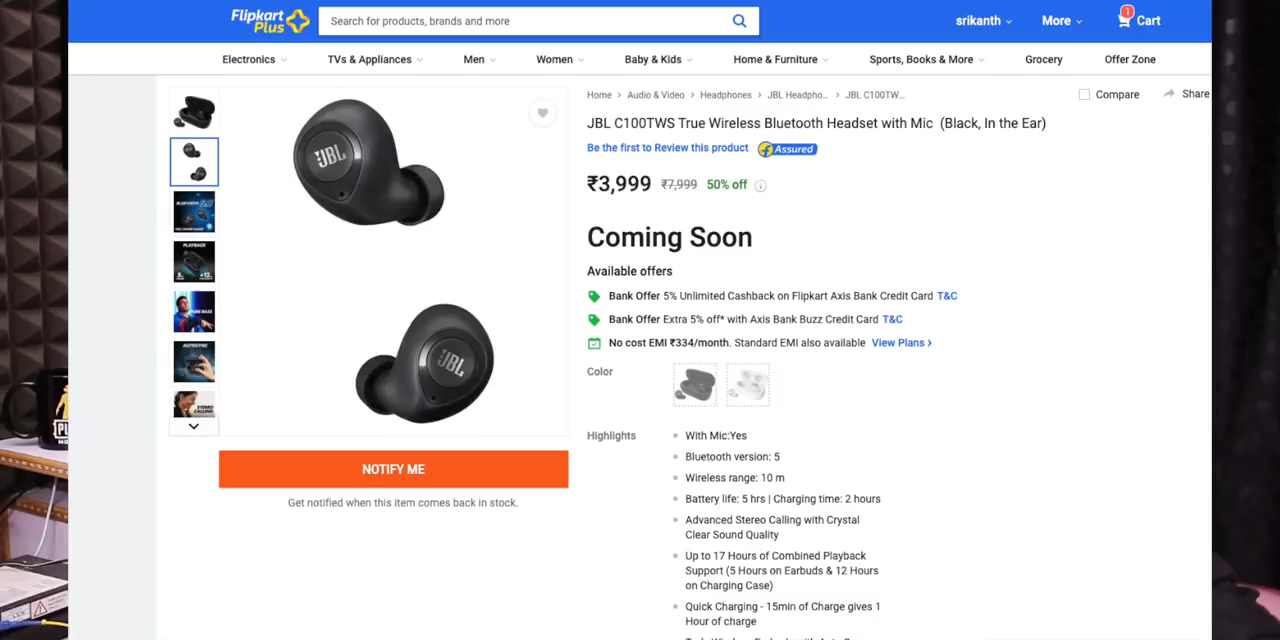 Flipkart
Plus
Search for products, brands and more
srikanth
More
1
Cart
Electronics
TVs & Appliances
Men
Women
Baby & Kids
Home & Furniture
Sports, Books & More
Grocery
Offer Zone
Home > Audio & Video > Headphones > JBL Headpho... > JBL C100TW...
Compare
Share
JBL C100TWS True Wireless Bluetooth Headset with Mic (Black, In the Ear)
Be the first to Review this product
Assured
₹3,999 ₹7,999 50% off
Coming Soon
Available offers
Bank Offer 5% Unlimited Cashback on Flipkart Axis Bank Credit Card T&C
Bank Offer Extra 5% off* with Axis Bank Buzz Credit Card T&C
No cost EMI ₹334/month. Standard EMI also available View Plans >
Color
Highlights
With Mic:Yes
Bluetooth version: 5
Wireless range: 10 m
Battery life: 5 hrs | Charging time: 2 hours
Advanced Stereo Calling with Crystal
Clear Sound Quality
Up to 17 Hours of Combined Playback
Support (5 Hours on Earbuds & 12 Hours
on Charging Case)
Quick Charging - 15min of Charge gives 1
Hour of charge
JBL
JBL
PLAYBACK
PURE BASS
AUTOSYNC
STEREO
CALLING
NOTIFY ME
Get notified when this item comes back in stock.